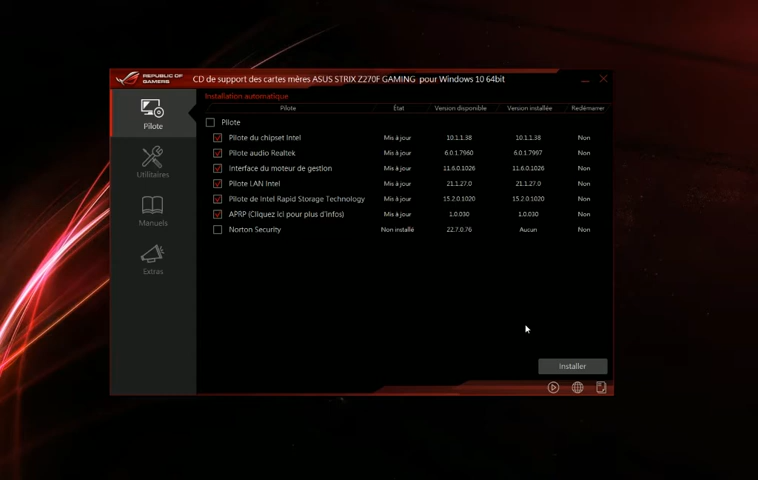 REPUBLIC OF
GAMERS
CD de support des cartes mères ASUS STRIX Z270F GAMING pour Windows 10 64bit
Installation automatique
Pilote État Version disponible Version installée Redémarrer
Pilote
Pilote du chipset Intel Mis à jour 10.1.1.38 10.1.1.38 Non
Pilote audio Realtek Mis à jour 6.0.1.7960 6.0.1.7997 Non
Interface du moteur de gestion Mis à jour 11.6.0.1026 11.6.0.1026 Non
Pilote LAN Intel Mis à jour 21.1.27.0 21.1.27.0 Non
Pilote de Intel Rapid Storage Technology Mis à jour 15.2.0.1020 15.2.0.1020 Non
APRP (Cliquez ici pour plus d'infos) Mis à jour 1.0.030 1.0.030 Non
Norton Security Non installé 22.7.0.76 Aucun Non
Pilote
Utilitaires
Manuels
Extras
Installer